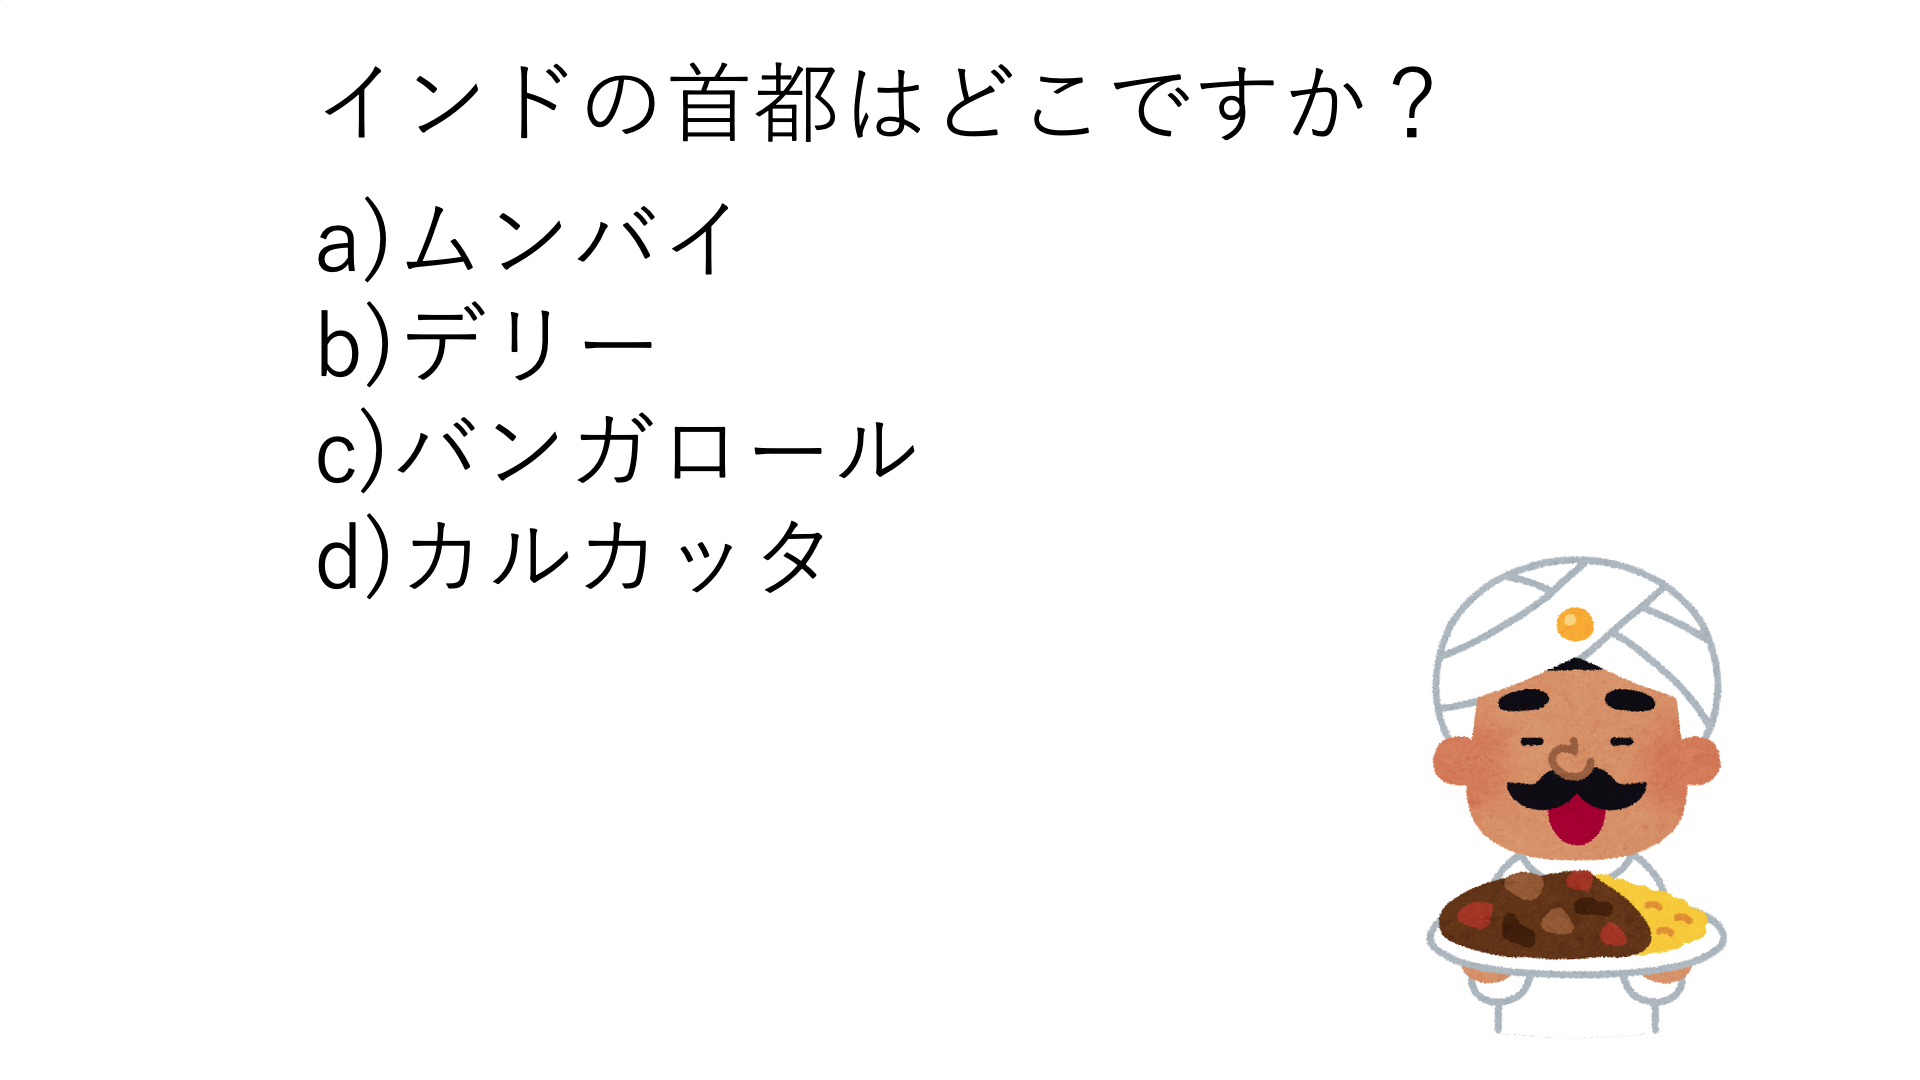 インドの首都はどこですか？
a)ムンバイ
b)デリー
c)バンガロール
d)カルカッタ